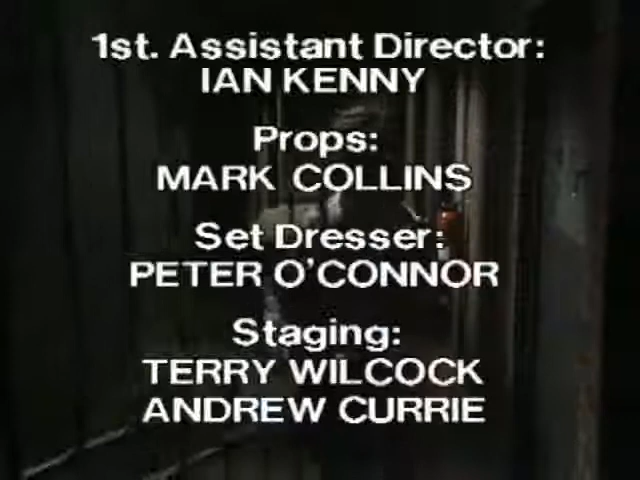 1st. Assistant Director:
IAN KENNY
Props:
MARK COLLINS
Set Dresser:
PETER O'CONNOR
Staging:
TERRY WILCOCK
ANDREW CURRIE